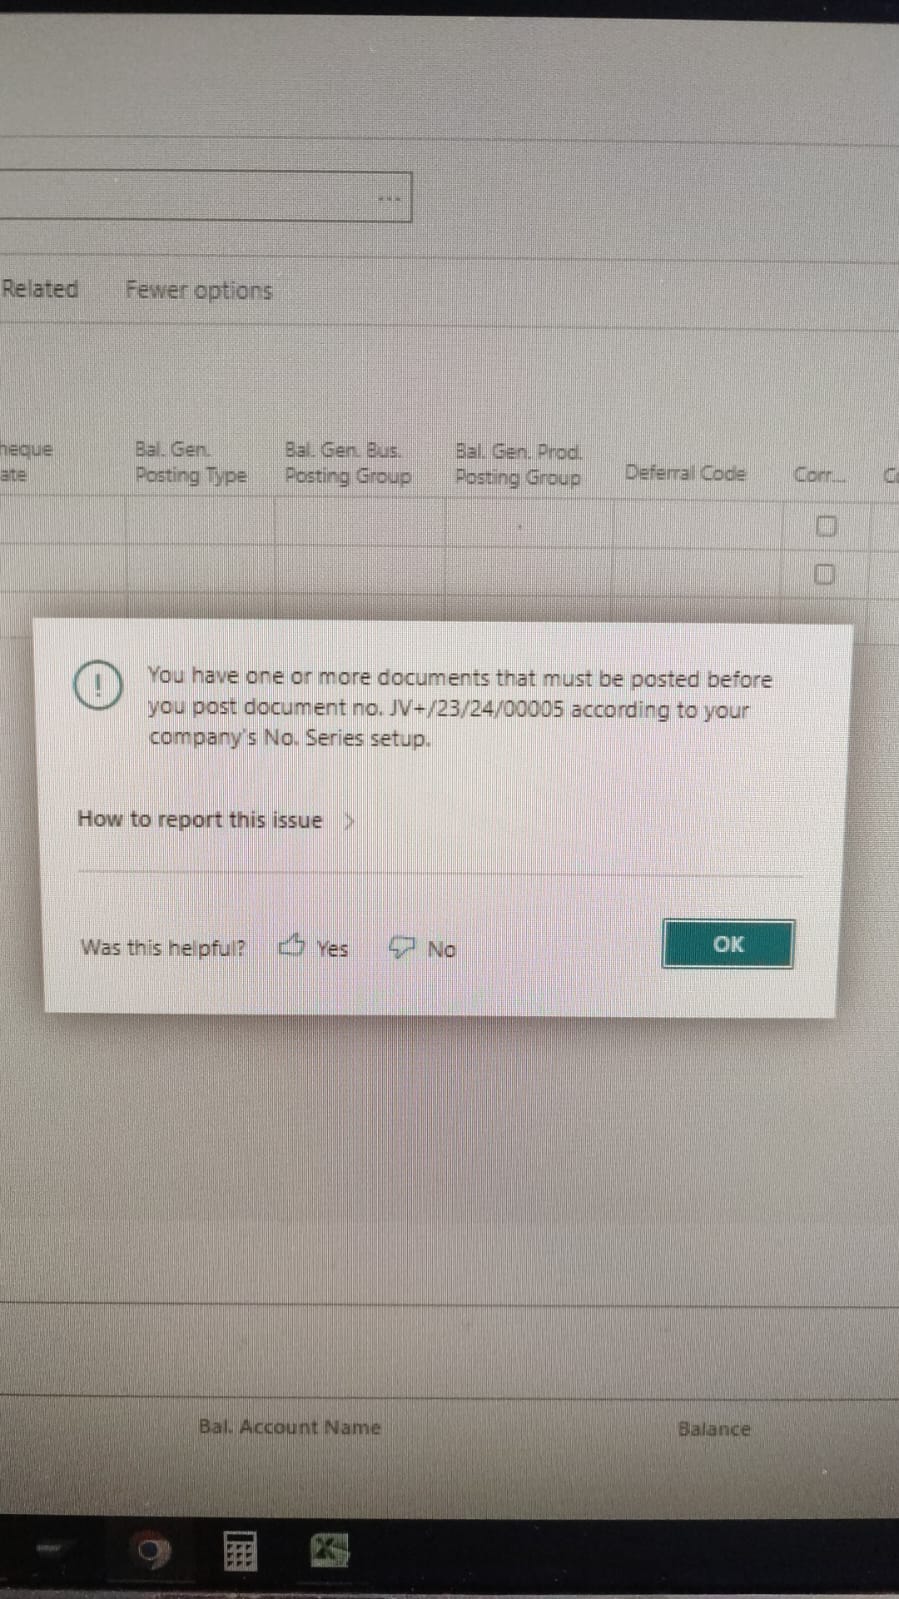 ...
Related Fewer options
heque
ate
Bal. Gen.
Posting Type
Bal. Gen. Bus.
Posting Group
Bal. Gen. Prod.
Posting Group
Deferral Code
Corr...
You have one or more documents that must be posted before
you post document no. JV+/23/24/00005 according to your
company's No. Series setup.
How to report this issue
Was this helpful? Yes No
OK
Bal. Account Name
Balance